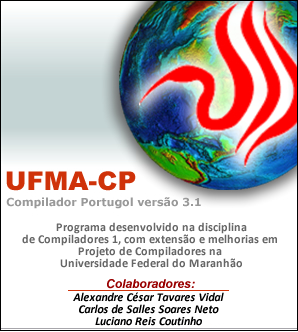 UFMA-CP
Compilador Portugol versão 3.1
Programa desenvolvido na disciplina
de Compiladores 1, com extensão e melhorias em
Projeto de Compiladores na
Universidade Federal do Maranhão
Colaboradores:
Alexandre César Tavares Vidal
Carlos de Salles Soares Neto
Luciano Reis Coutinho